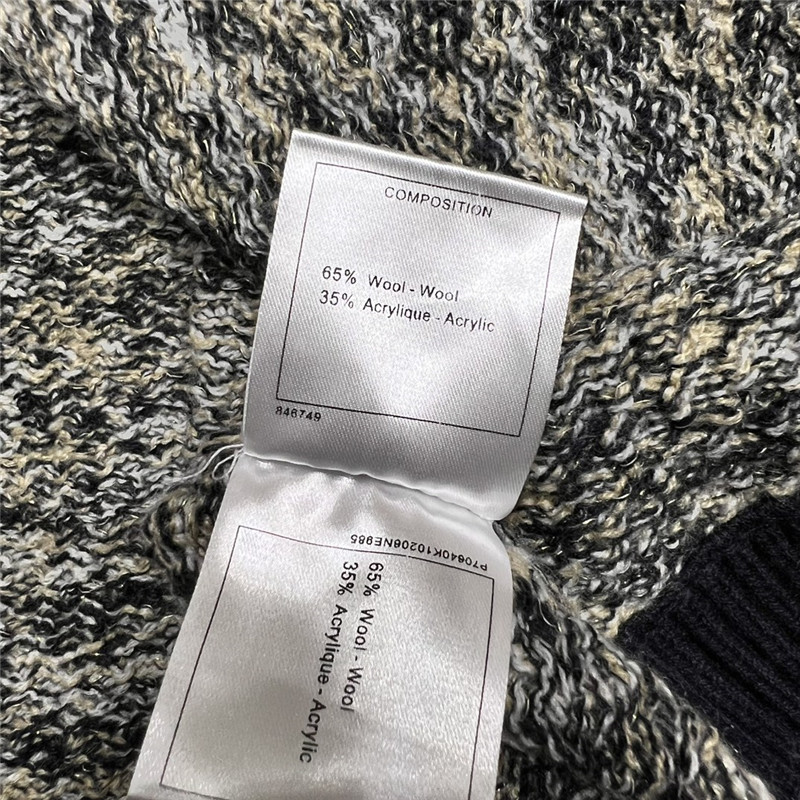 COMPOSITION
65% Wool - Wool
35% Acrylique - Acrylic
846749
P70640K10206NE985
65% Wool - Wool
35% Acrylique - Acrylic